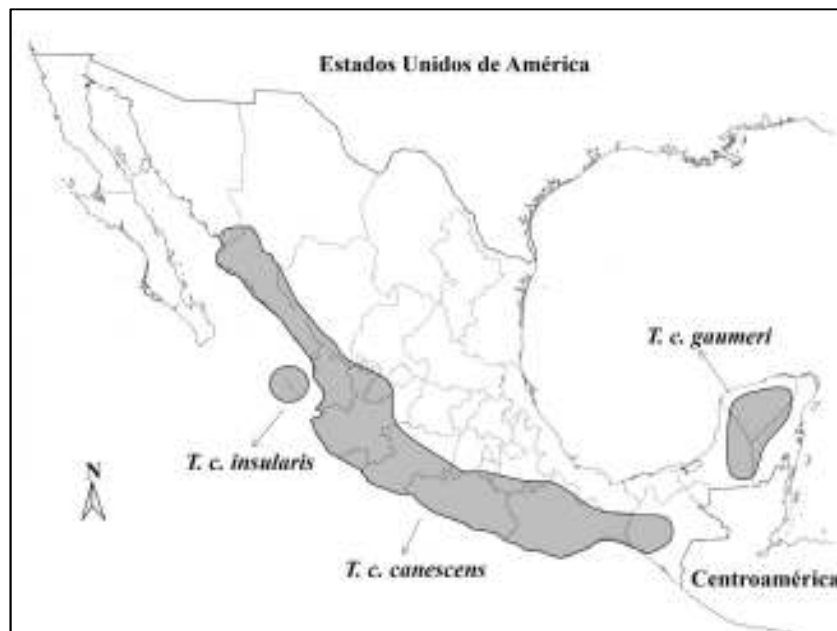 Estados Unidos de América
T. c. gaumeri
T. c. insularis
N
T. c. canescens
Centroamérica